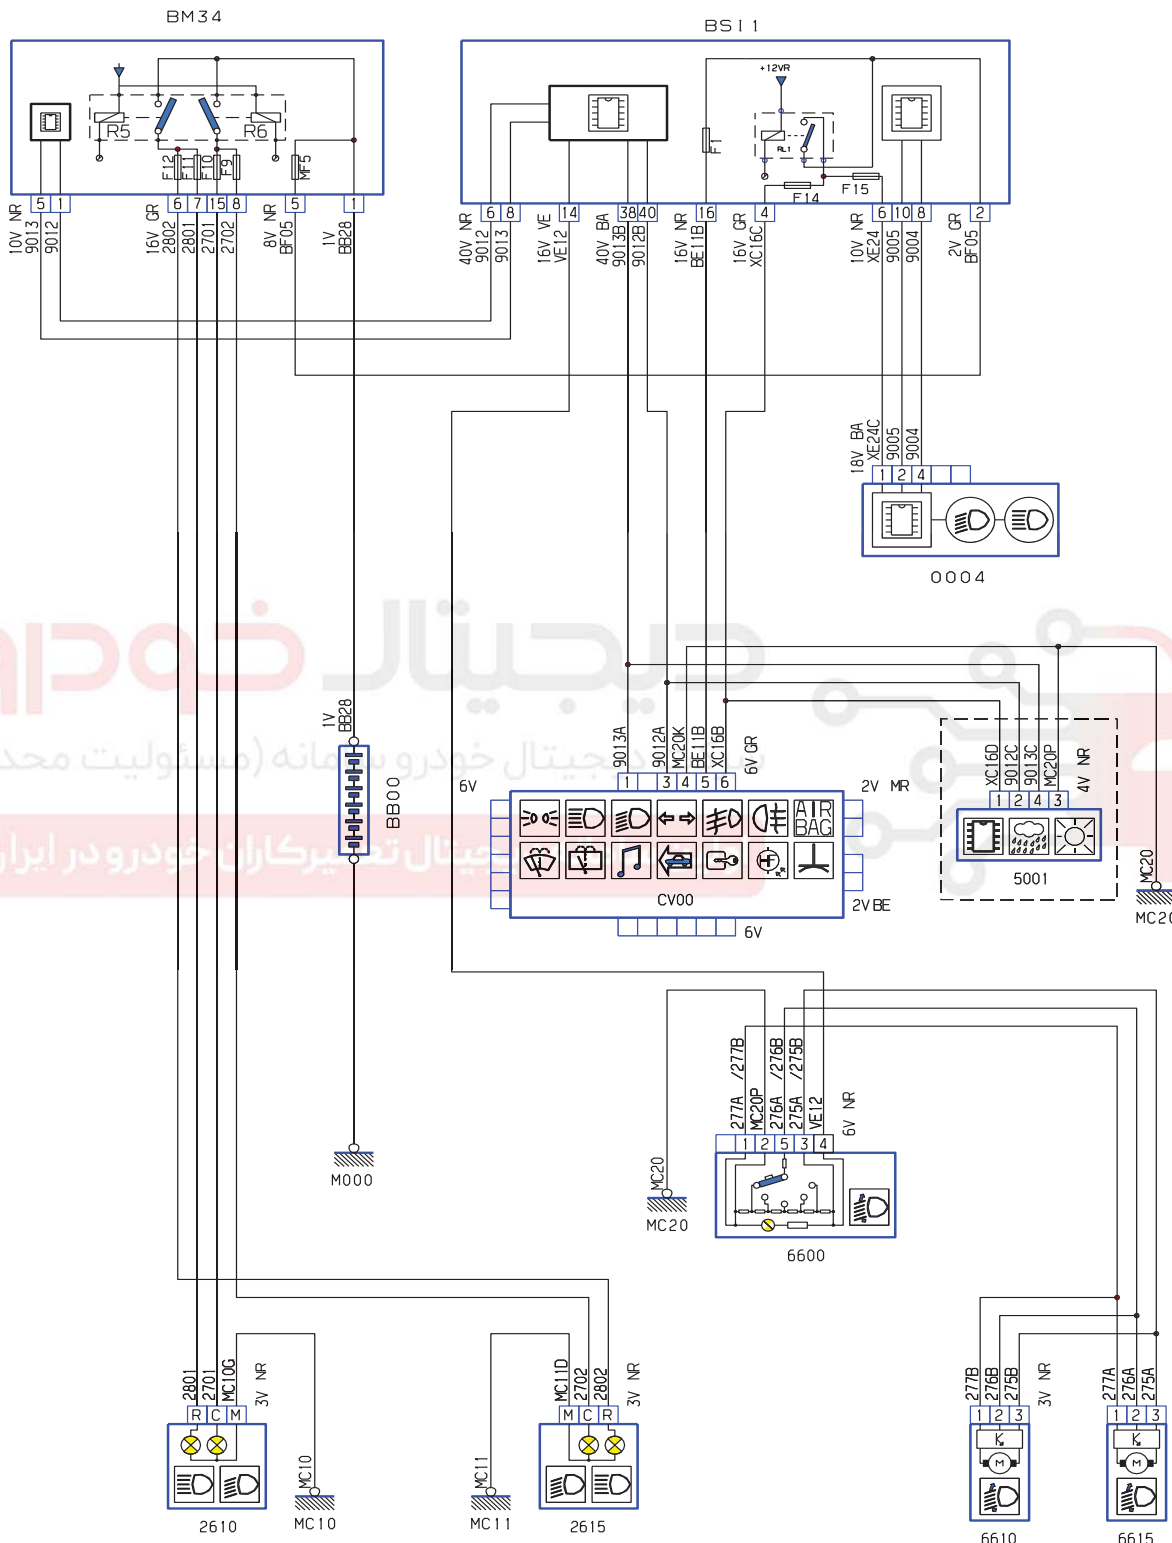 BM34
BSI1
R5
R6
F12
F11
F10
F9
MF5
+12VR
RL1
F1
F14
F15
5 1
6 7 15 8
5
1
6 8
14
38 40
16
4
6 10 8
2
10V NR
9013
9012
16V GR
2802
2801
2701
2702
8V NR
BF05
1V
BB28
40V NR
9012
9013
16V VE
VE12
40V BA
9013B
9012B
16V NR
BE11B
16V GR
XC16C
10V NR
XE24
9005
9004
2V GR
BF05
18V BA
XE24C
9005
9004
1 2 4
0004
دیجیتال خودرو
1V
BB28
BB00
6V
9013A
9012A
MC20K
BE11B
XC16B
6V GR
1 3 4 5 6
2V MR
AIR
BAG
CV00
2V BE
6V
XC16D
9012C
9013C
MC20P
4V NR
1 2 4 3
5001
MC20
MC20
M000
277A /277B
MC20P
276A /276B
275A /275B
VE12
6V NR
1 2 5 3 4
6600
MC20
MC20
2801
2701
MC10G
3V NR
R C M
2610
MC10
MC10
MC11
MC11
MC11D
2702
2802
3V NR
M C R
2615
277B
276B
275B
3V NR
1 2 3
K
M
6610
277A
276A
275A
1 2 3
K
M
6615